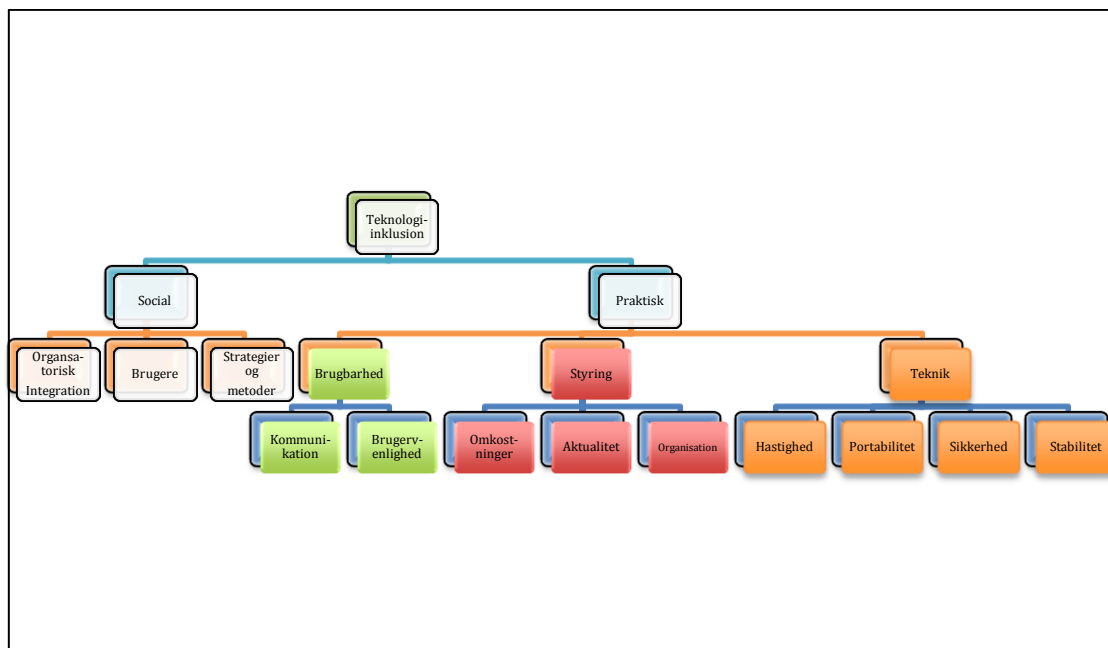 Teknologi-
inklusion
Social
Praktisk
Organsa-
torisk
Integration
Brugere
Strategier
og
metoder
Brugbarhed
Styring
Teknik
Kommuni-
kation
Brugerv-
enlighed
Omkost-
ninger
Aktualitet
Organisation
Hastighed
Portabilitet
Sikkerhed
Stabilitet